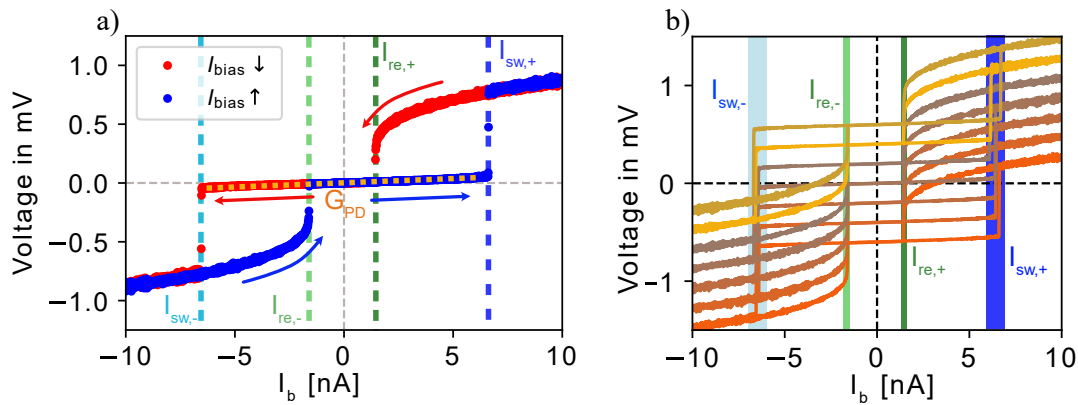 a)
I_bias ↓
I_bias ↑
I_re,+
I_sw,+
G_PD
I_sw,-
I_re,-
Voltage in mV
1.0
0.5
0.0
−0.5
−1.0
−10
−5
0
5
10
I_b [nA]
b)
I_sw,-
I_re,-
I_re,+
I_sw,+
Voltage in mV
1
0
−1
−10
−5
0
5
10
I_b [nA]